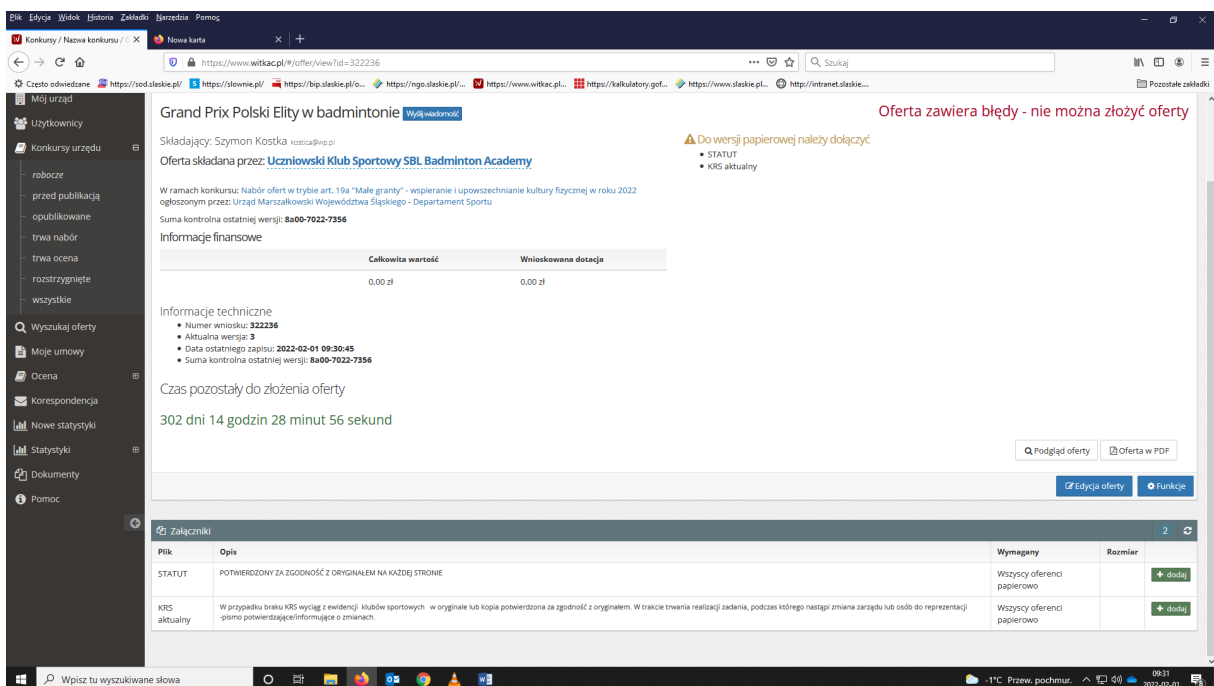 Plik Edycja Widok Historia Zakładki Narzędzia Pomoc
Konkursy / Nazwa konkursu /
Nowa karta
https://www.witkac.pl/#/offer/view?id=322236
Szukaj
Często odwiedzane
https://sod.slaskie.pl/
https://slownie.pl/
https://bip.slaskie.pl/o...
https://ngo.slaskie.pl/...
https://www.witkac.pl...
https://kalkulatory.gof...
https://www.slaskie.pl...
http://intranet.slaskie....
Pozostałe zakładki
Mój urząd
Użytkownicy
Konkursy urzędu
robocze
przed publikacją
opublikowane
trwa nabór
trwa ocena
rozstrzygnięte
wszystkie
Wyszukaj oferty
Moje umowy
Ocena
Korespondencja
Nowe statystyki
Statystyki
Dokumenty
Pomoc
Grand Prix Polski Elity w badmintonie Wyślij wiadomość
Oferta zawiera błędy - nie można złożyć oferty
Składający: Szymon Kostka kostica@wp.pl
Oferta składana przez: Uczniowski Klub Sportowy SBL Badminton Academy
Do wersji papierowej należy dołączyć
STATUT
KRS aktualny
W ramach konkursu: Nabór ofert w trybie art. 19a "Małe granty" - wspieranie i upowszechnianie kultury fizycznej w roku 2022
ogłoszonym przez: Urząd Marszałkowski Województwa Śląskiego - Departament Sportu
Suma kontrolna ostatniej wersji: 8a00-7022-7356
Informacje finansowe
Całkowita wartość Wnioskowana dotacja
0,00 zł 0,00 zł
Informacje techniczne
Numer wniosku: 322236
Aktualna wersja: 3
Data ostatniego zapisu: 2022-02-01 09:30:45
Suma kontrolna ostatniej wersji: 8a00-7022-7356
Czas pozostały do złożenia oferty
302 dni 14 godzin 28 minut 56 sekund
Podgląd oferty Oferta w PDF
Edycja oferty Funkcje
Załączniki 2
Plik Opis Wymagany Rozmiar
STATUT POTWIERDZONY ZA ZGODNOŚĆ Z ORYGINAŁEM NA KAŻDEJ STRONIE Wszyscy oferenci + dodaj
papierowo
KRS W przypadku braku KRS wyciąg z ewidencji klubów sportowych w oryginale lub kopia potwierdzona za zgodność z oryginałem. W trakcie trwania realizacji zadania, podczas którego nastąpi zmiana zarządu lub osób do reprezentacji Wszyscy oferenci + dodaj
aktualny -pismo potwierdzające/informujące o zmianach. papierowo
Wpisz tu wyszukiwane słowa
-1°C Przew. pochmur.
09:31
2022-02-01